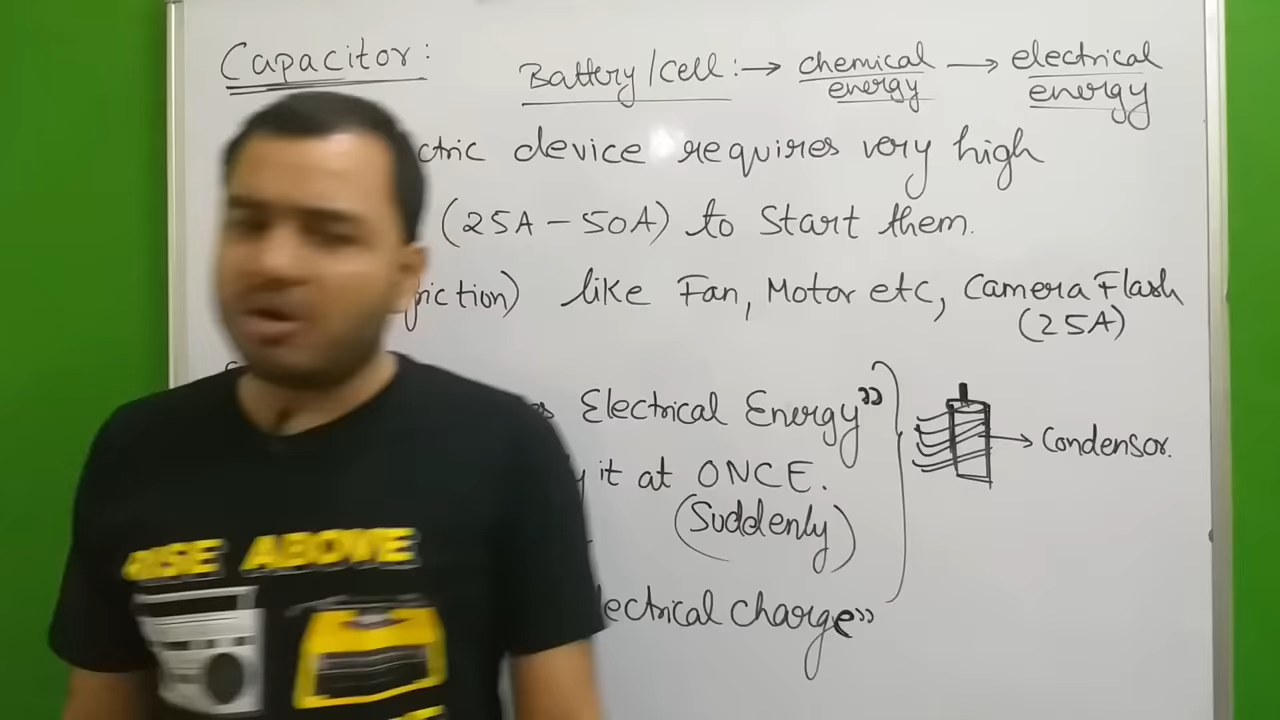 Capacitor:
Battery/cell: → chemical energy → electrical energy
ctric device requires very high
(25A - 50A) to Start them.
riction) like Fan, Motor etc, Camera Flash
(25A)
Electrical Energy”
it at ONCE.
(Suddenly)
→ Condensor.
lectrical charge”
RISE ABOVE